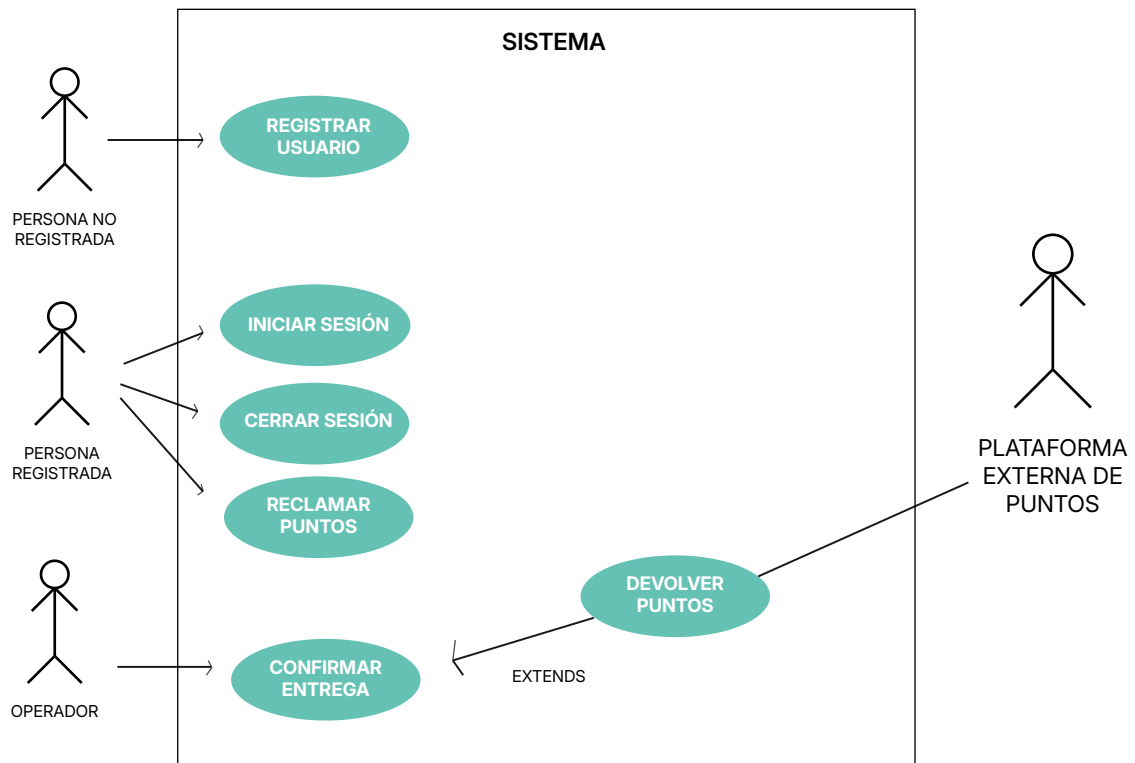 SISTEMA
REGISTRAR
USUARIO
PERSONA NO
REGISTRADA
INICIAR SESIÓN
CERRAR SESIÓN
RECLAMAR
PUNTOS
PERSONA
REGISTRADA
PLATAFORMA
EXTERNA DE
PUNTOS
DEVOLVER
PUNTOS
EXTENDS
CONFIRMAR
ENTREGA
OPERADOR